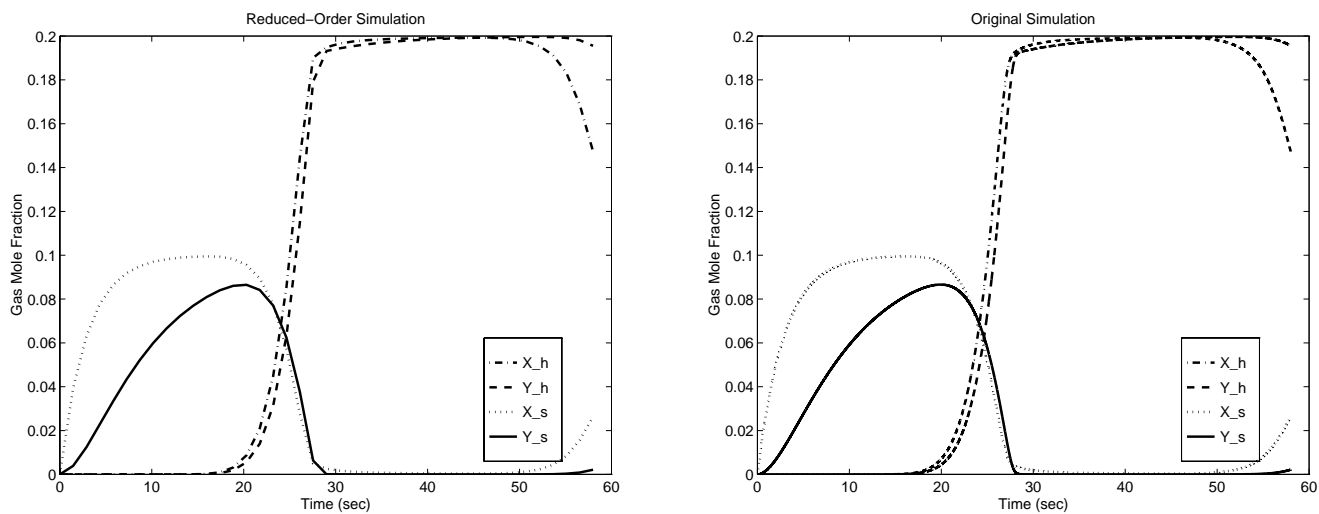 Reduced−Order Simulation
Gas Mole Fraction
0.2
0.18
0.16
0.14
0.12
0.1
0.08
0.06
0.04
0.02
0
X_h
Y_h
X_s
Y_s
0 10 20 30 40 50 60
Time (sec)
Original Simulation
Gas Mole Fraction
0.2
0.18
0.16
0.14
0.12
0.1
0.08
0.06
0.04
0.02
0
X_h
Y_h
X_s
Y_s
0 10 20 30 40 50 60
Time (sec)